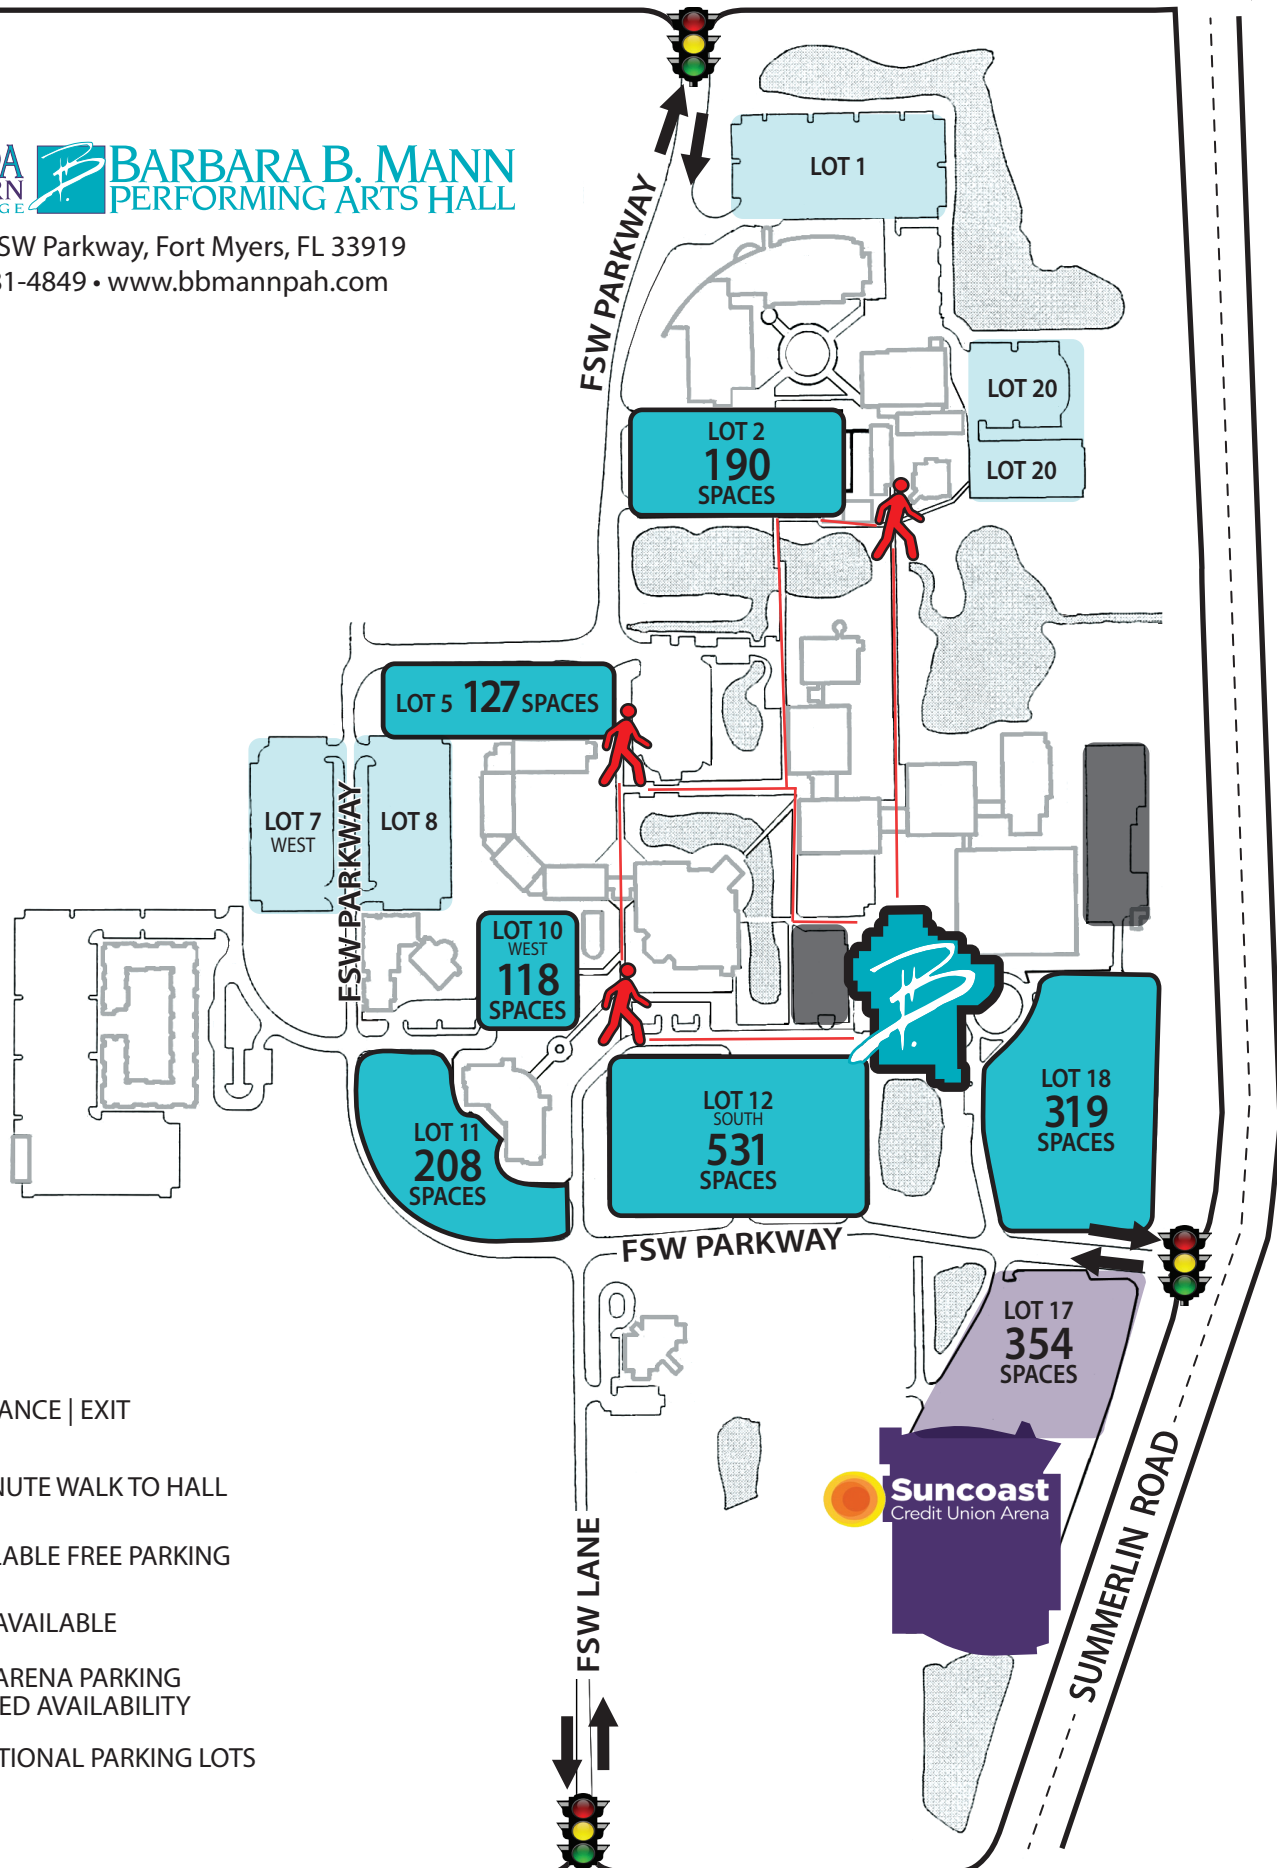 BARBARA B. MANN
PERFORMING ARTS HALL
SW Parkway, Fort Myers, FL 33919
31-4849 • www.bbmannpah.com
LOT 1
FSW PARKWAY
LOT 20
LOT 2
190
SPACES
LOT 20
LOT 5 127 SPACES
LOT 7
WEST
LOT 8
FSW PARKWAY
LOT 10
WEST
118
SPACES
B.
LOT 11
208
SPACES
LOT 12
SOUTH
531
SPACES
LOT 18
319
SPACES
FSW PARKWAY
LOT 17
354
SPACES
Suncoast
Credit Union Arena
FSW LANE
SUMMERLIN ROAD
ANCE | EXIT
NUTE WALK TO HALL
LABLE FREE PARKING
AVAILABLE
ARENA PARKING
ED AVAILABILITY
TIONAL PARKING LOTS